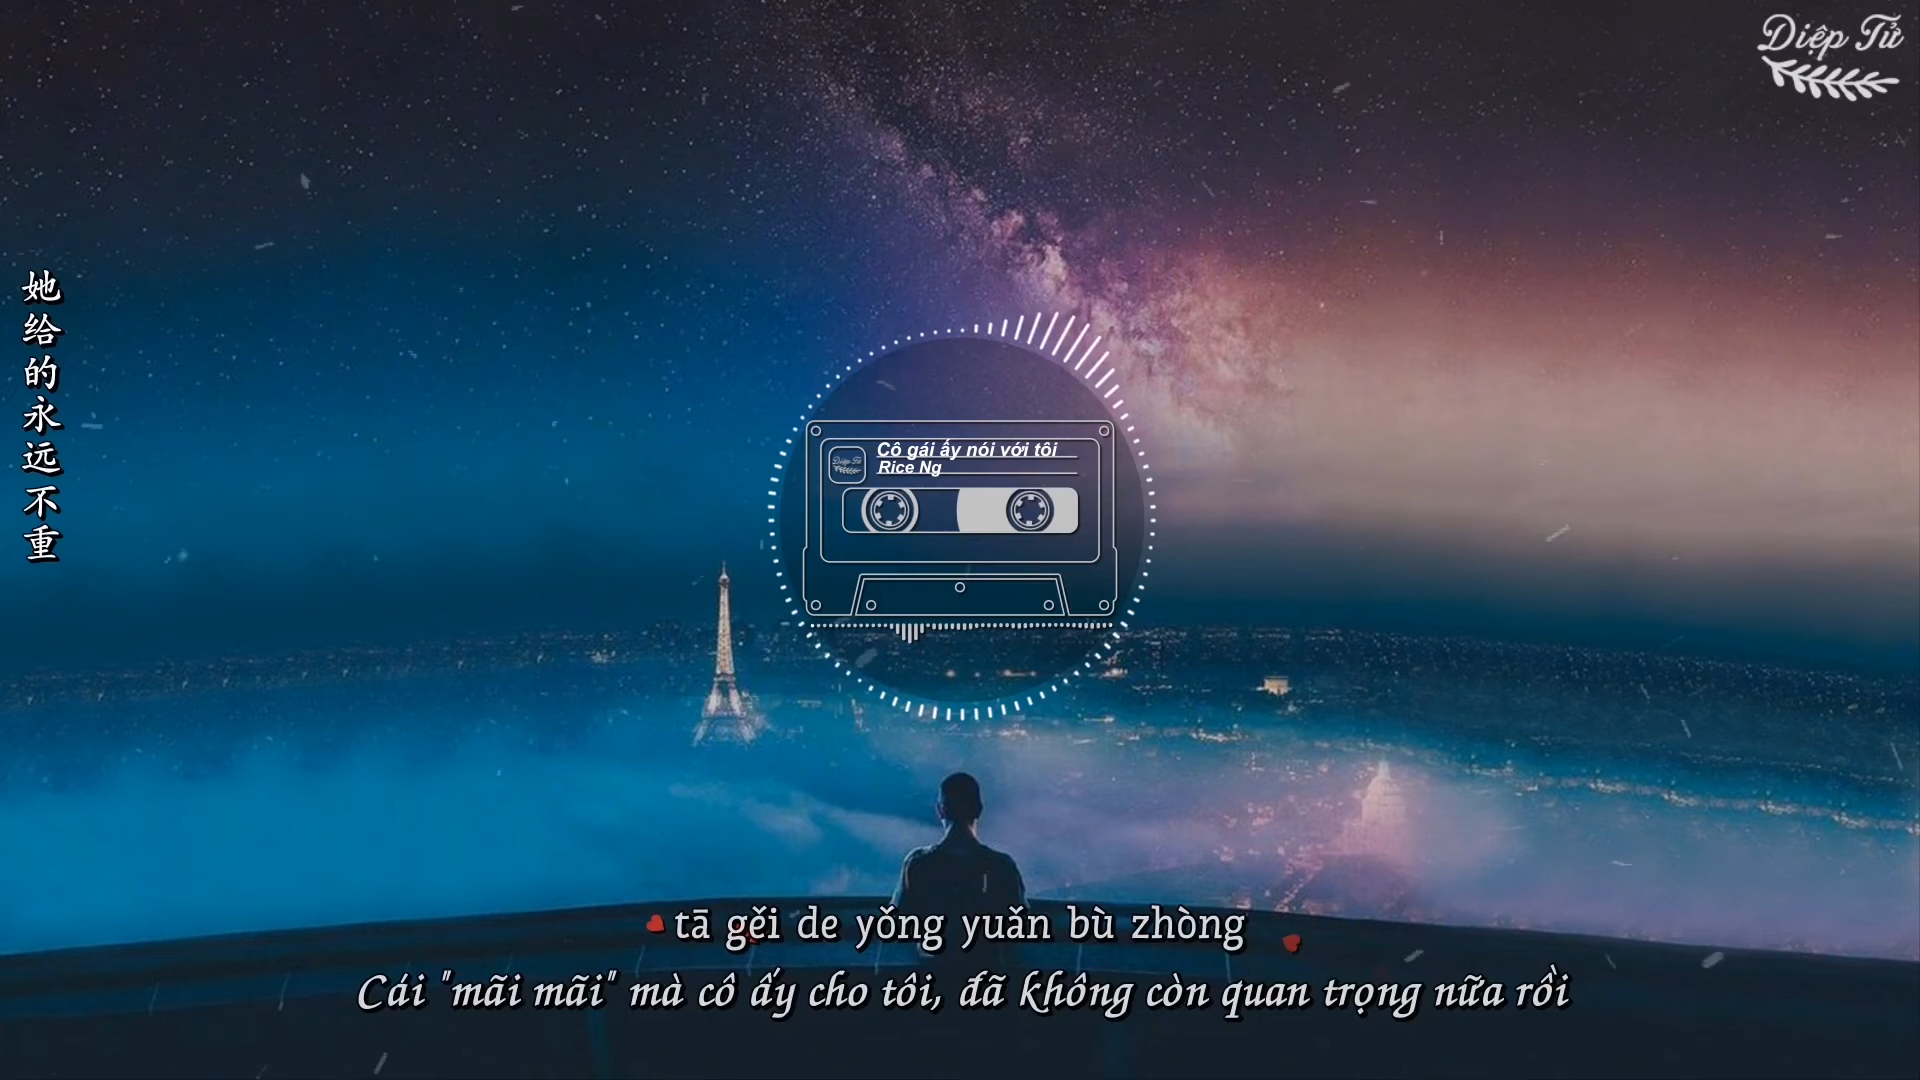 Diệp Tử
她给的永远不重
Cô gái ấy nói với tôi
Diệp Tử
Rice Ng
tā gěi de yǒng yuǎn bù zhòng
Cái "mãi mãi" mà cô ấy cho tôi, đã không còn quan trọng nữa rồi